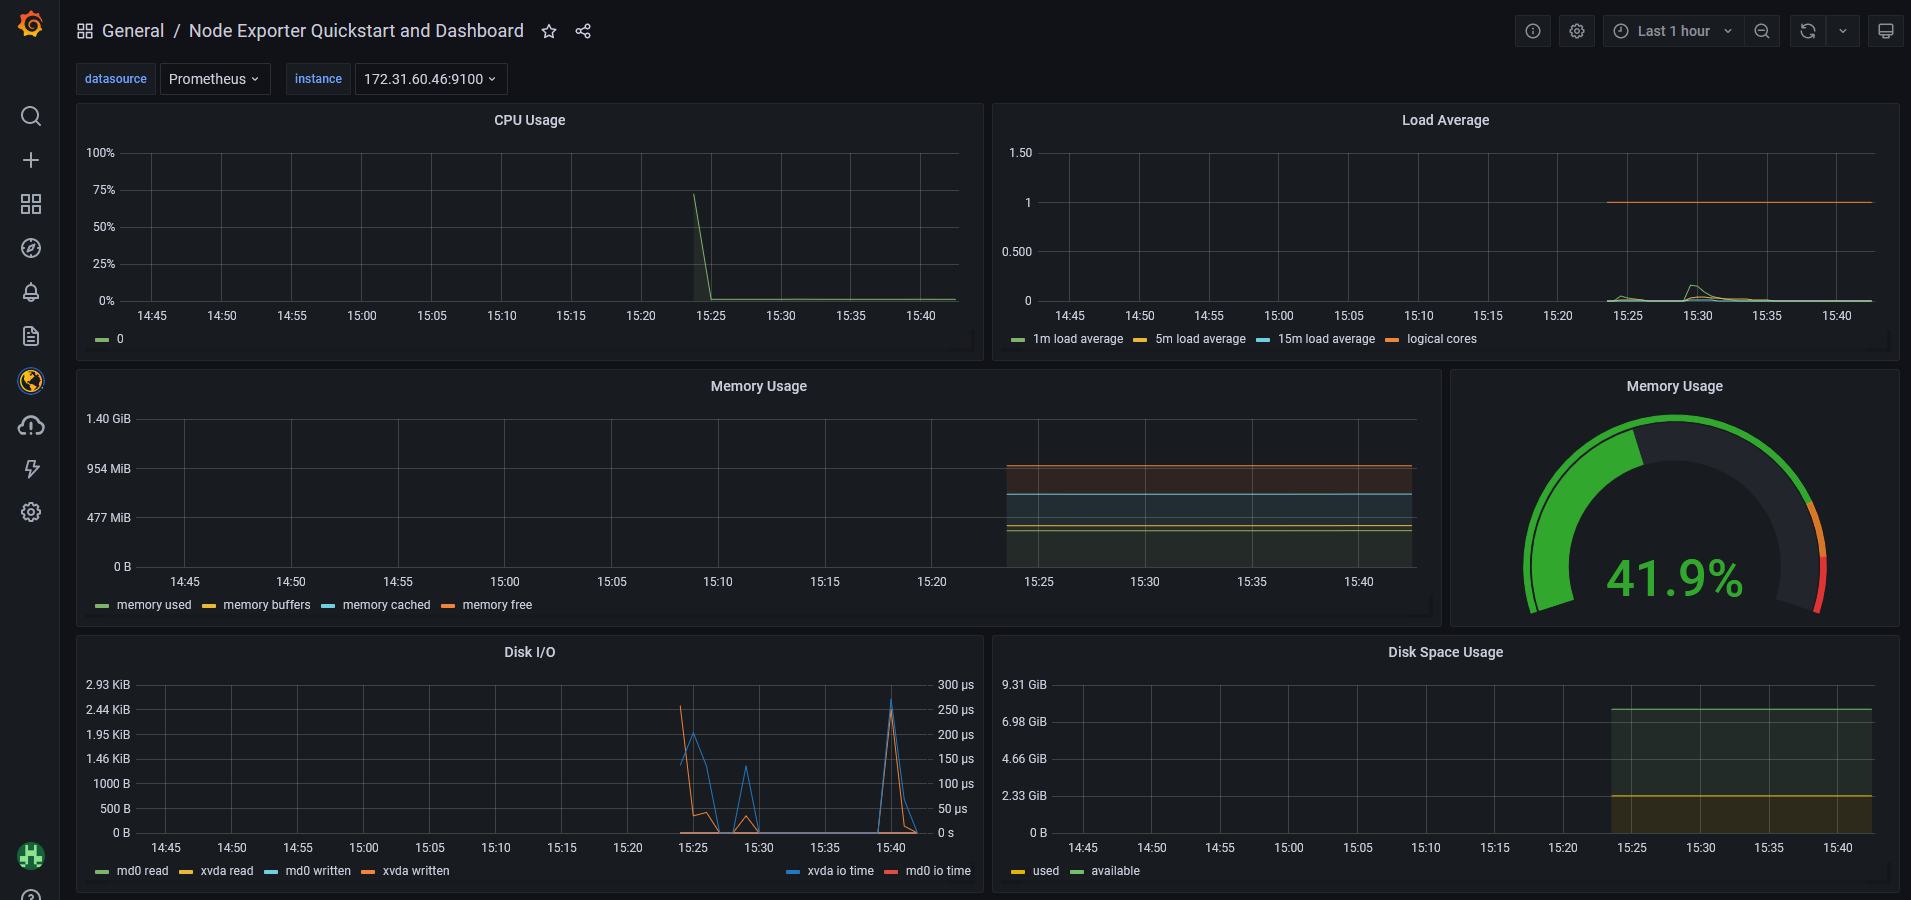 General / Node Exporter Quickstart and Dashboard
Last 1 hour
datasource Prometheus instance 172.31.60.46:9100
CPU Usage
100%
75%
50%
25%
0%
14:45 14:50 14:55 15:00 15:05 15:10 15:15 15:20 15:25 15:30 15:35 15:40
0
Load Average
1.50
1
0.500
0
14:45 14:50 14:55 15:00 15:05 15:10 15:15 15:20 15:25 15:30 15:35 15:40
1m load average 5m load average 15m load average logical cores
Memory Usage
1.40 GiB
954 MiB
477 MiB
0 B
14:45 14:50 14:55 15:00 15:05 15:10 15:15 15:20 15:25 15:30 15:35 15:40
memory used memory buffers memory cached memory free
Memory Usage
41.9%
Disk I/O
2.93 KiB 300 µs
2.44 KiB 250 µs
1.95 KiB 200 µs
1.46 KiB 150 µs
1000 B 100 µs
500 B 50 µs
0 B 0 s
14:45 14:50 14:55 15:00 15:05 15:10 15:15 15:20 15:25 15:30 15:35 15:40
md0 read xvda read md0 written xvda written xvda io time md0 io time
Disk Space Usage
9.31 GiB
6.98 GiB
4.66 GiB
2.33 GiB
0 B
14:45 14:50 14:55 15:00 15:05 15:10 15:15 15:20 15:25 15:30 15:35 15:40
used available